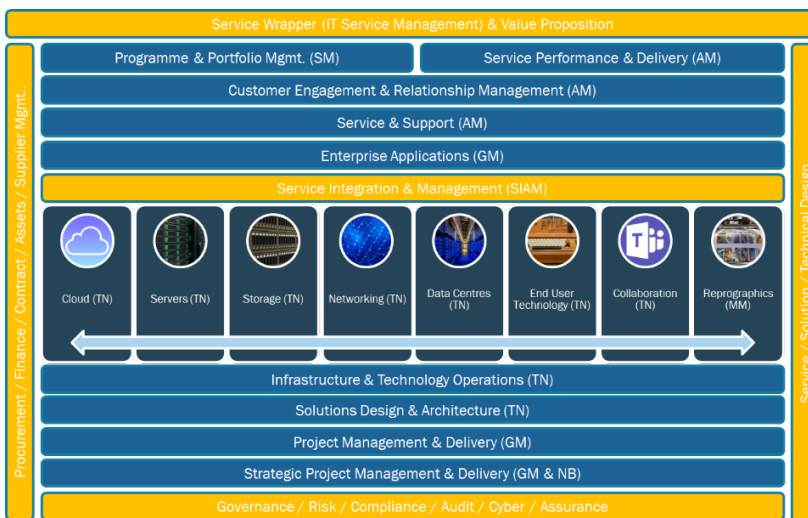 Service Wrapper (IT Service Management) & Value Proposition
Procurement / Finance / Contract / Assets / Supplier Mgmt..
Programme & Portfolio Mgmt. (SM)
Service Performance & Delivery (AM)
Customer Engagement & Relationship Management (AM)
Service & Support (AM)
Enterprise Applications (GM)
Service Integration & Management (SIAM)
Cloud (TN)
Servers (TN)
Storage (TN)
Networking (TN)
Data Centres
(TN)
End User
Technology (TN)
Collaboration
(TN)
Reprographics
(MM)
Infrastructure & Technology Operations (TN)
Solutions Design & Architecture (TN)
Project Management & Delivery (GM)
Strategic Project Management & Delivery (GM & NB)
Governance / Risk / Compliance / Audit / Cyber / Assurance
Service / Solution / Technical Design